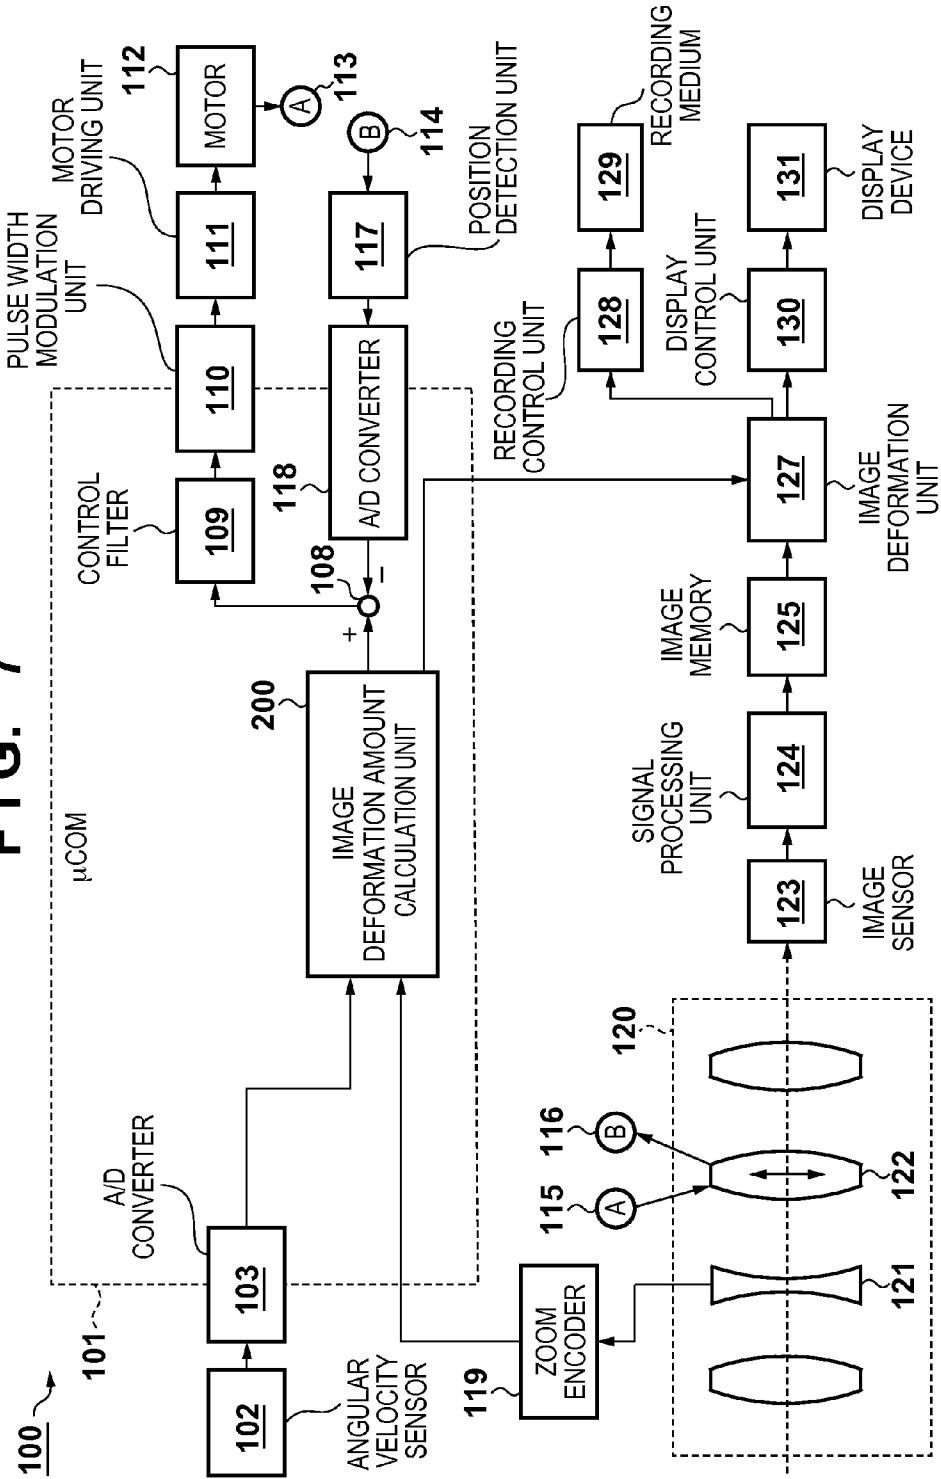 FIG. 7
100
101
μCOM
102
ANGULAR
VELOCITY
SENSOR
103
A/D
CONVERTER
200
IMAGE
DEFORMATION AMOUNT
CALCULATION UNIT
+
−
108
CONTROL
FILTER
109
118
A/D CONVERTER
PULSE WIDTH
MODULATION
UNIT
110
MOTOR
DRIVING UNIT
111
112
MOTOR
A
113
B
114
117
POSITION
DETECTION UNIT
119
ZOOM
ENCODER
115
A
116
B
120
121
122
123
IMAGE
SENSOR
SIGNAL
PROCESSING
UNIT
124
IMAGE
MEMORY
125
127
IMAGE
DEFORMATION
UNIT
RECORDING
CONTROL UNIT
128
129
RECORDING
MEDIUM
DISPLAY
CONTROL UNIT
130
131
DISPLAY
DEVICE